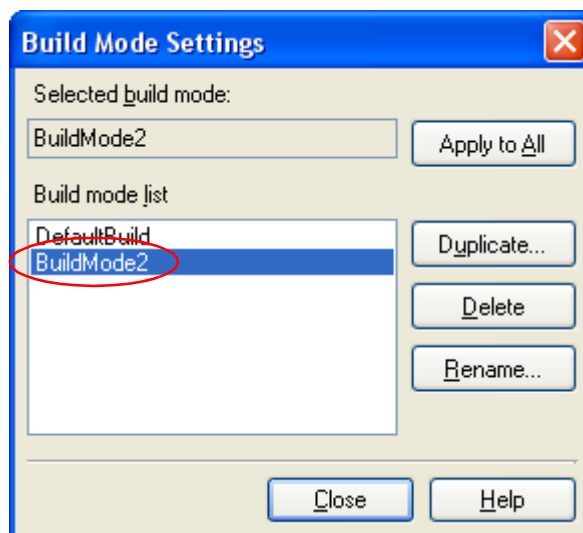 Build Mode Settings
Selected build mode:
BuildMode2
Apply to All
Build mode list
DefaultBuild
BuildMode2
Duplicate...
Delete
Rename...
Close
Help